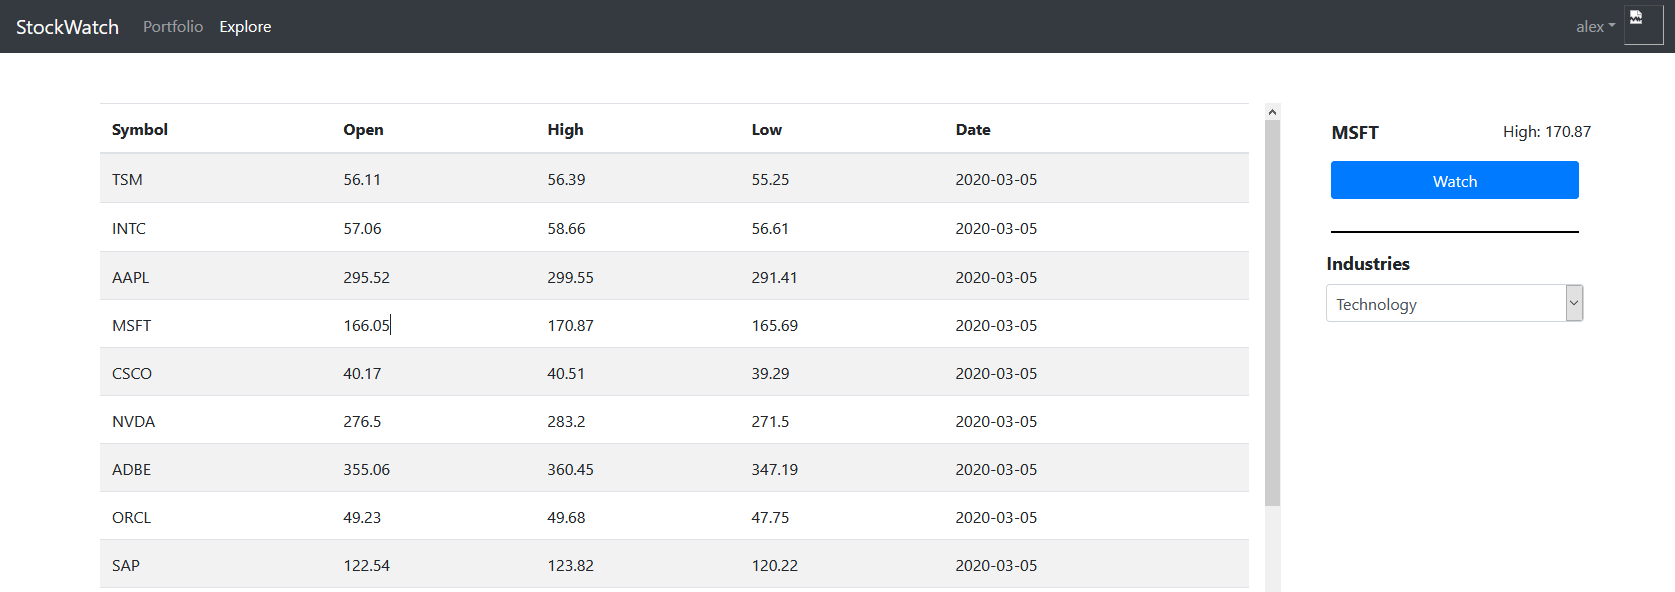 StockWatch Portfolio Explore alex
Symbol Open High Low Date
TSM 56.11 56.39 55.25 2020-03-05
INTC 57.06 58.66 56.61 2020-03-05
AAPL 295.52 299.55 291.41 2020-03-05
MSFT 166.05 170.87 165.69 2020-03-05
CSCO 40.17 40.51 39.29 2020-03-05
NVDA 276.5 283.2 271.5 2020-03-05
ADBE 355.06 360.45 347.19 2020-03-05
ORCL 49.23 49.68 47.75 2020-03-05
SAP 122.54 123.82 120.22 2020-03-05
MSFT High: 170.87
Watch
Industries
Technology